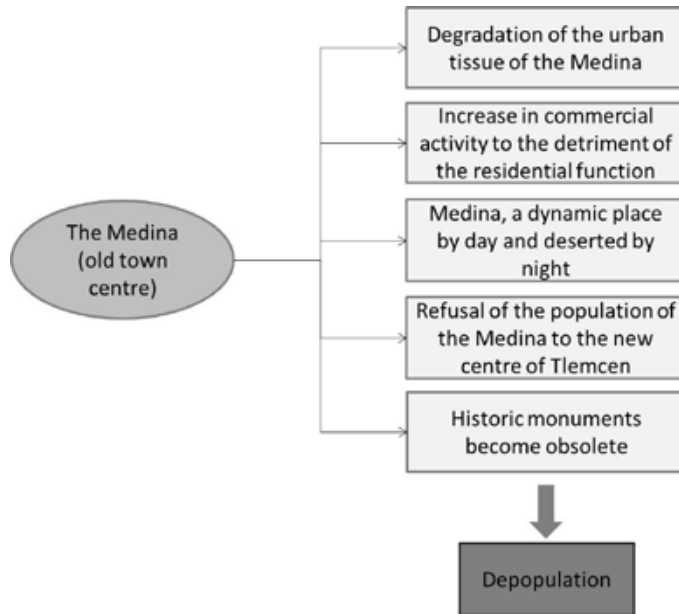 Degradation of the urban
tissue of the Medina
Increase in commercial
activity to the detriment of
the residential function
The Medina
(old town
centre)
Medina, a dynamic place
by day and deserted by
night
Refusal of the population of
the Medina to the new
centre of Tlemcen
Historic monuments
become obsolete
Depopulation